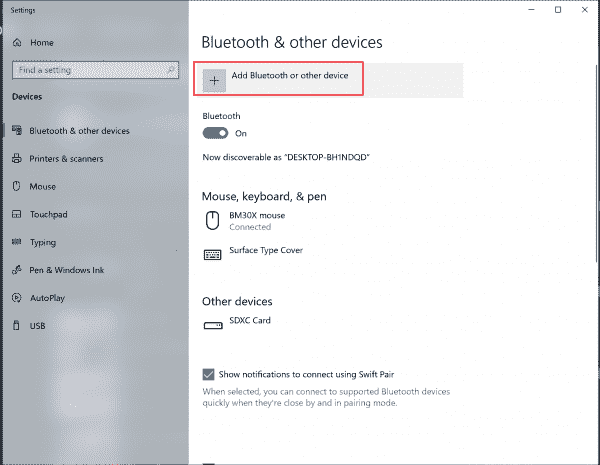 Settings
Home
Find a setting
Devices
Bluetooth & other devices
Printers & scanners
Mouse
Touchpad
Typing
Pen & Windows Ink
AutoPlay
USB
Bluetooth & other devices
Add Bluetooth or other device
Bluetooth
On
Now discoverable as "DESKTOP-BH1NDQD"
Mouse, keyboard, & pen
BM30X mouse
Connected
Surface Type Cover
Other devices
SDXC Card
Show notifications to connect using Swift Pair
When selected, you can connect to supported Bluetooth devices
quickly when they're close by and in pairing mode.